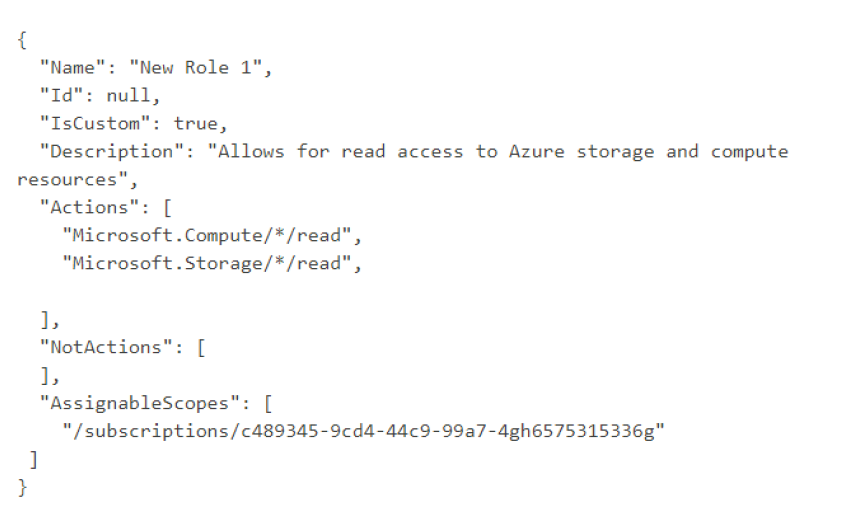 {
"Name": "New Role 1",
"Id": null,
"IsCustom": true,
"Description": "Allows for read access to Azure storage and compute
resources",
"Actions": [
"Microsoft.Compute/*/read",
"Microsoft.Storage/*/read",
],
"NotActions": [
],
"AssignableScopes": [
"/subscriptions/c489345-9cd4-44c9-99a7-4gh6575315336g"
]
}